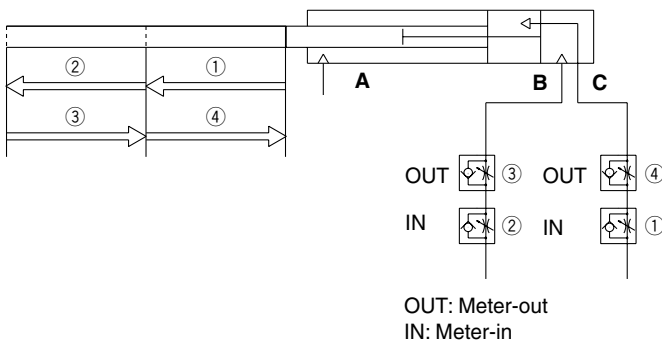 ② ①
③ ④
A B C
OUT ③ OUT ④
IN ② IN ①
OUT: Meter-out
IN: Meter-in